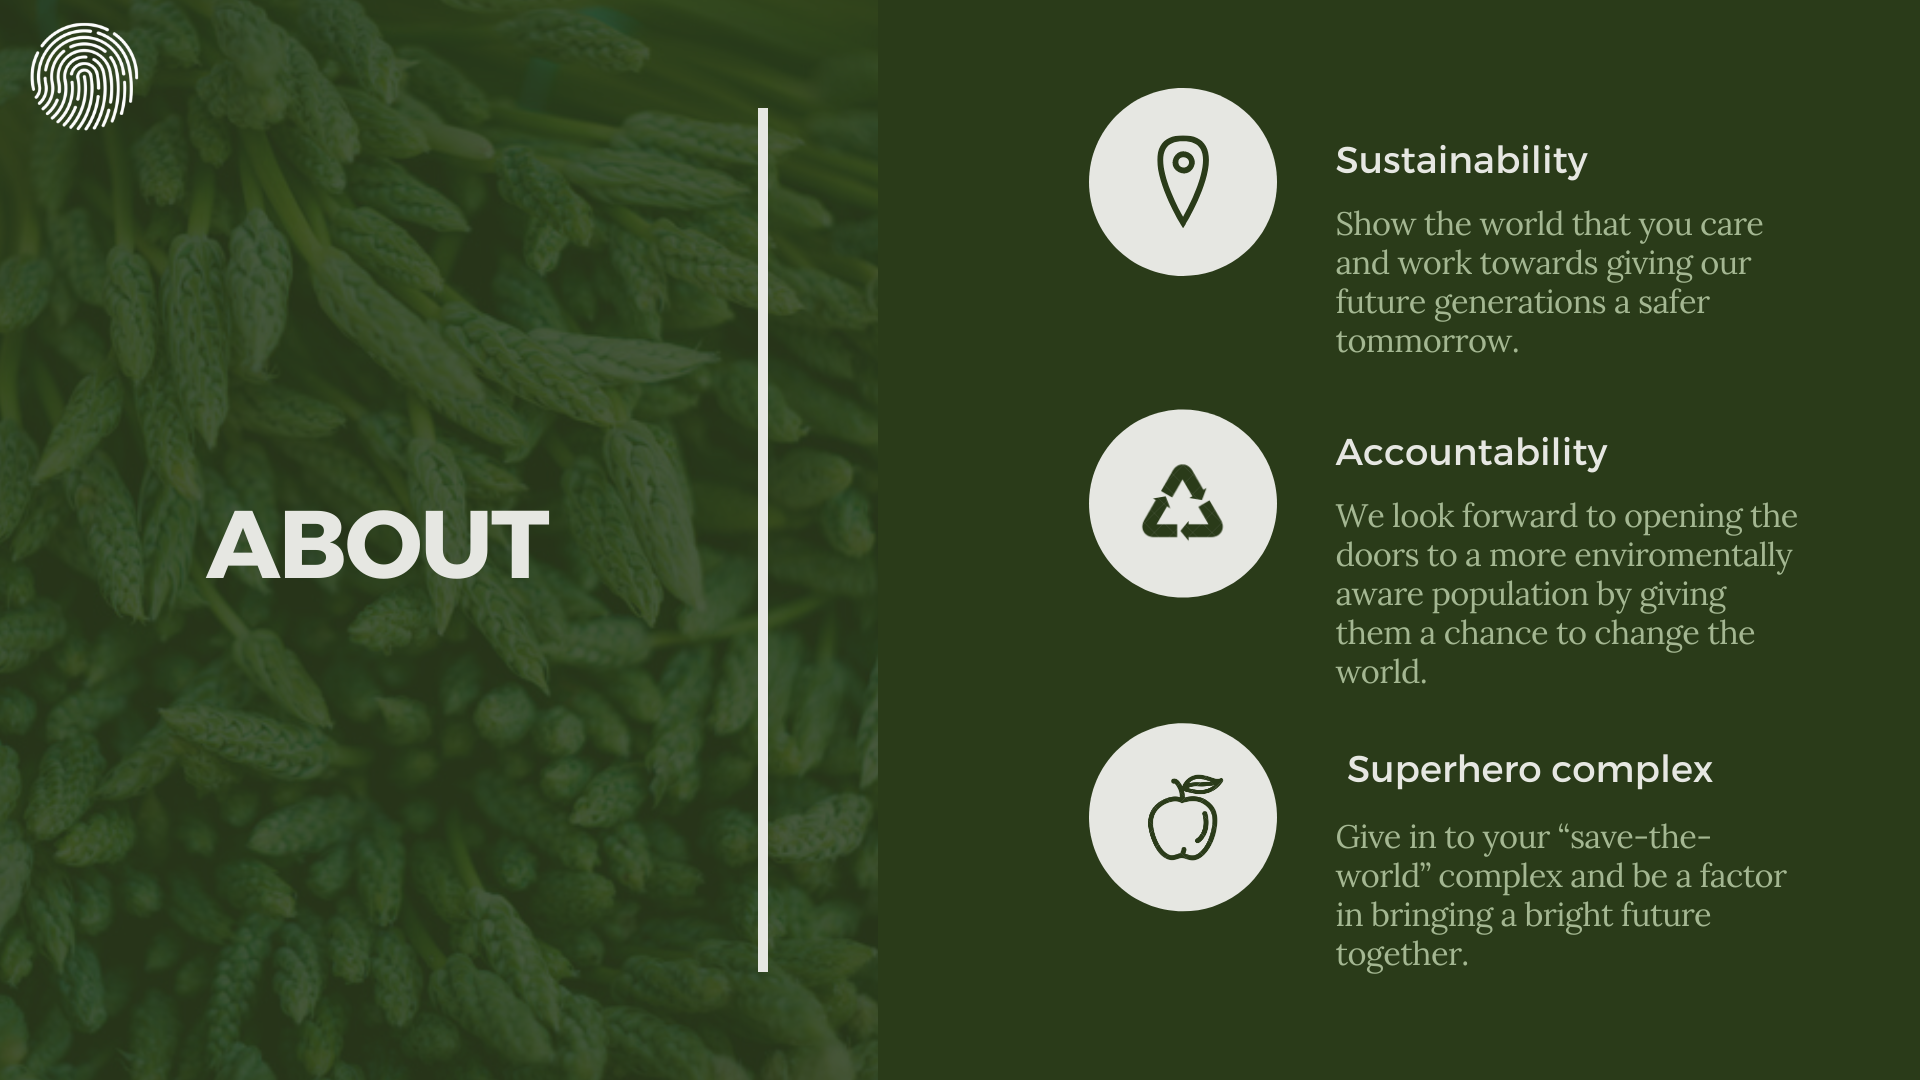 ABOUT
Sustainability
Show the world that you care
and work towards giving our
future generations a safer
tommorrow.
Accountability
We look forward to opening the
doors to a more enviromentally
aware population by giving
them a chance to change the
world.
Superhero complex
Give in to your “save-the-
world” complex and be a factor
in bringing a bright future
together.